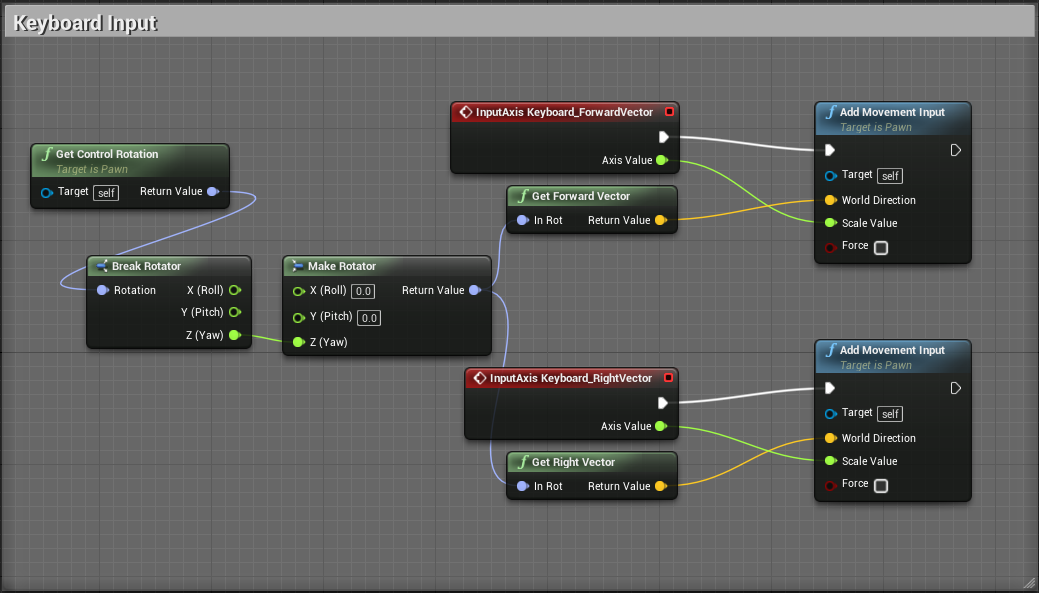 Keyboard Input
InputAxis Keyboard_ForwardVector
Axis Value
Add Movement Input
Target is Pawn
Target self
World Direction
Scale Value
Force
Get Control Rotation
Target is Pawn
Target self Return Value
Get Forward Vector
In Rot Return Value
Break Rotator
Rotation X (Roll)
Y (Pitch)
Z (Yaw)
Make Rotator
X (Roll) 0.0 Return Value
Y (Pitch) 0.0
Z (Yaw)
InputAxis Keyboard_RightVector
Axis Value
Add Movement Input
Target is Pawn
Target self
World Direction
Scale Value
Force
Get Right Vector
In Rot Return Value